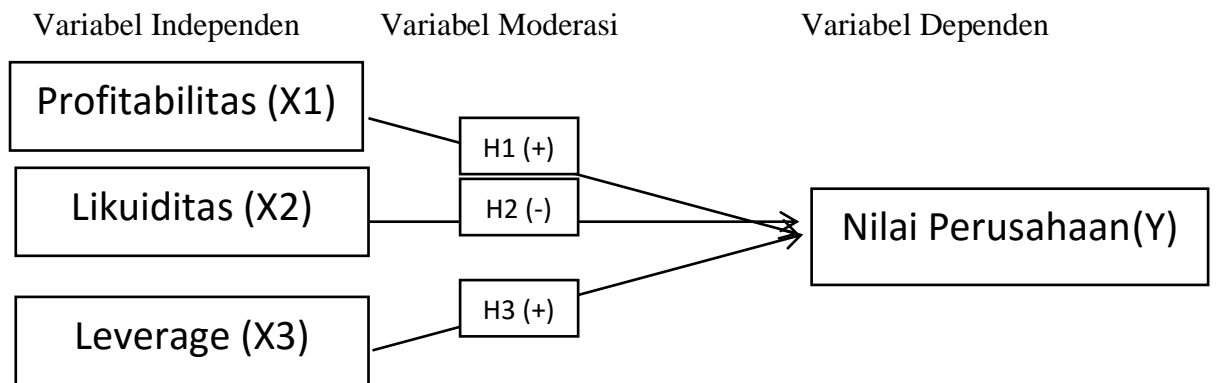 Variabel Independen Variabel Moderasi Variabel Dependen
Profitabilitas (X1)
H1 (+)
Likuiditas (X2)
H2 (-)
Nilai Perusahaan(Y)
H3 (+)
Leverage (X3)